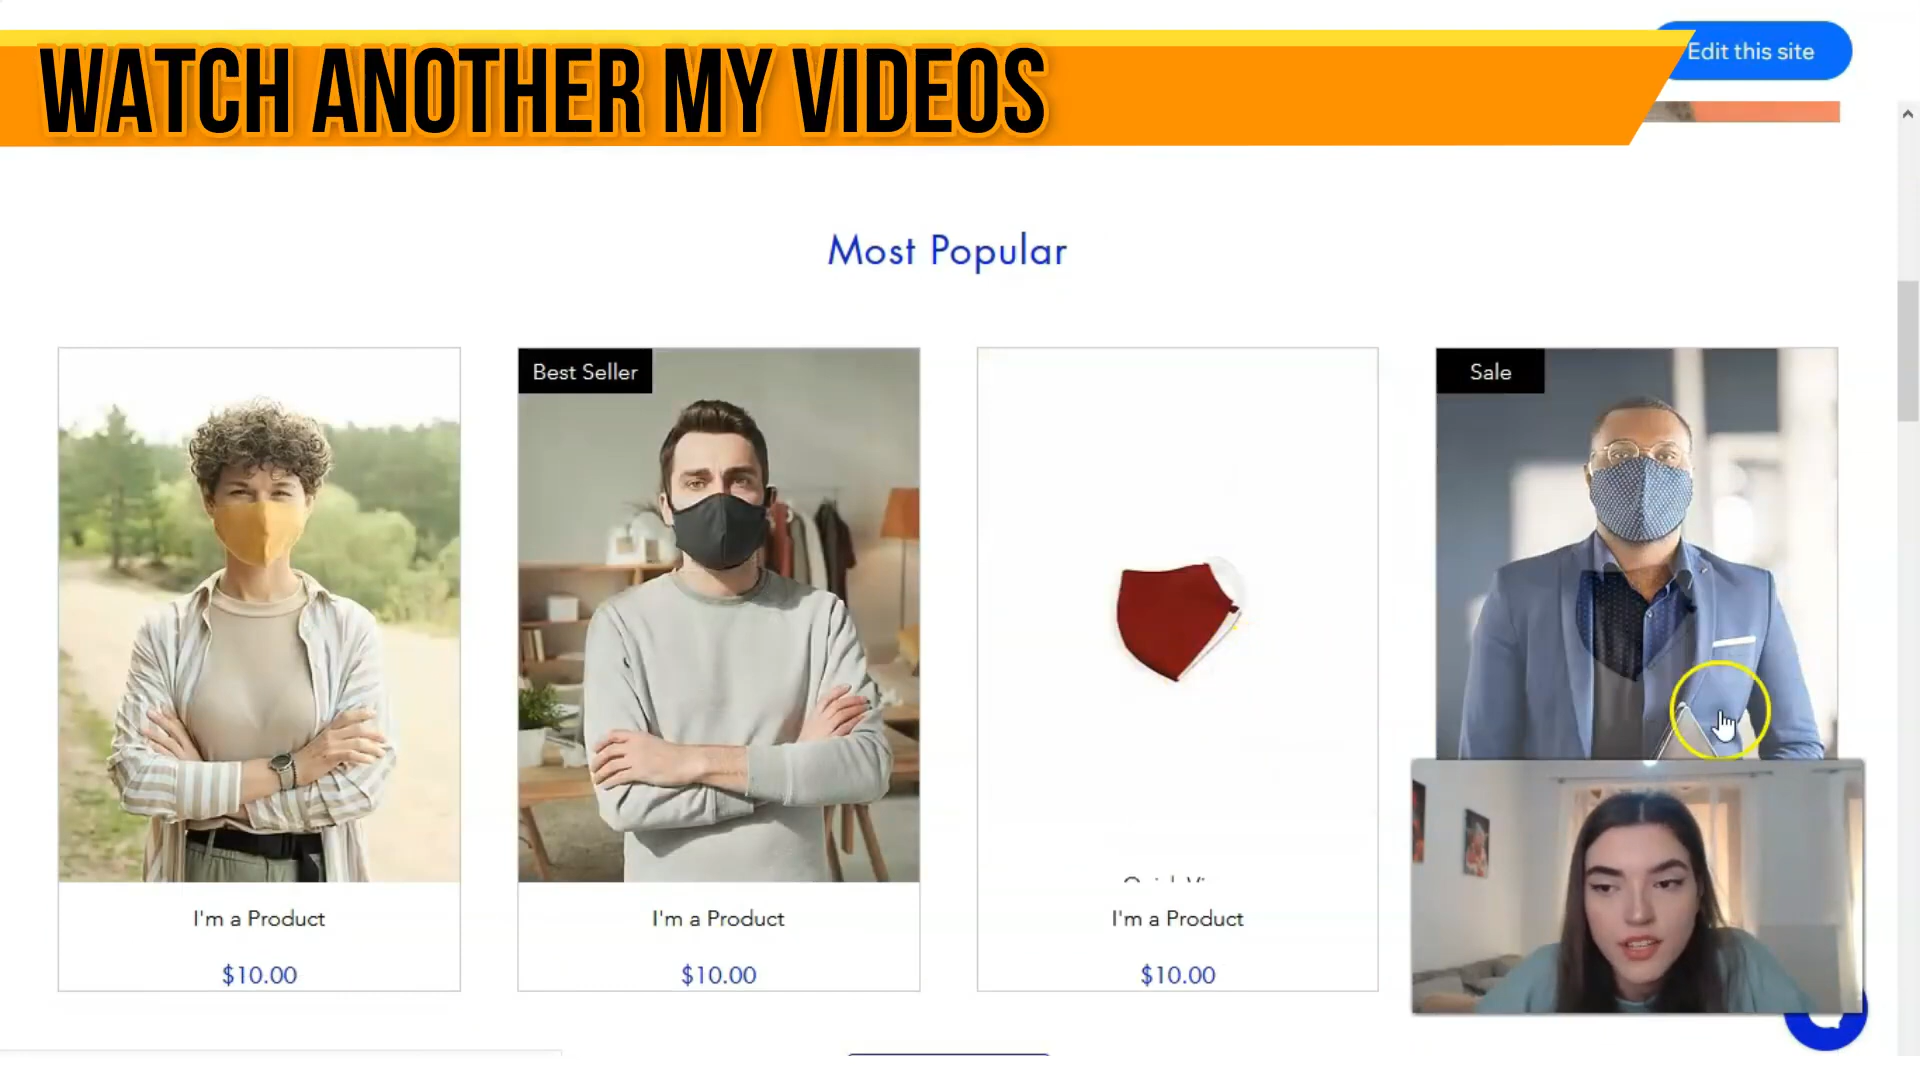 WATCH ANOTHER MY VIDEOS
Edit this site
Most Popular
Best Seller
Sale
I'm a Product
I'm a Product
I'm a Product
$10.00
$10.00
$10.00